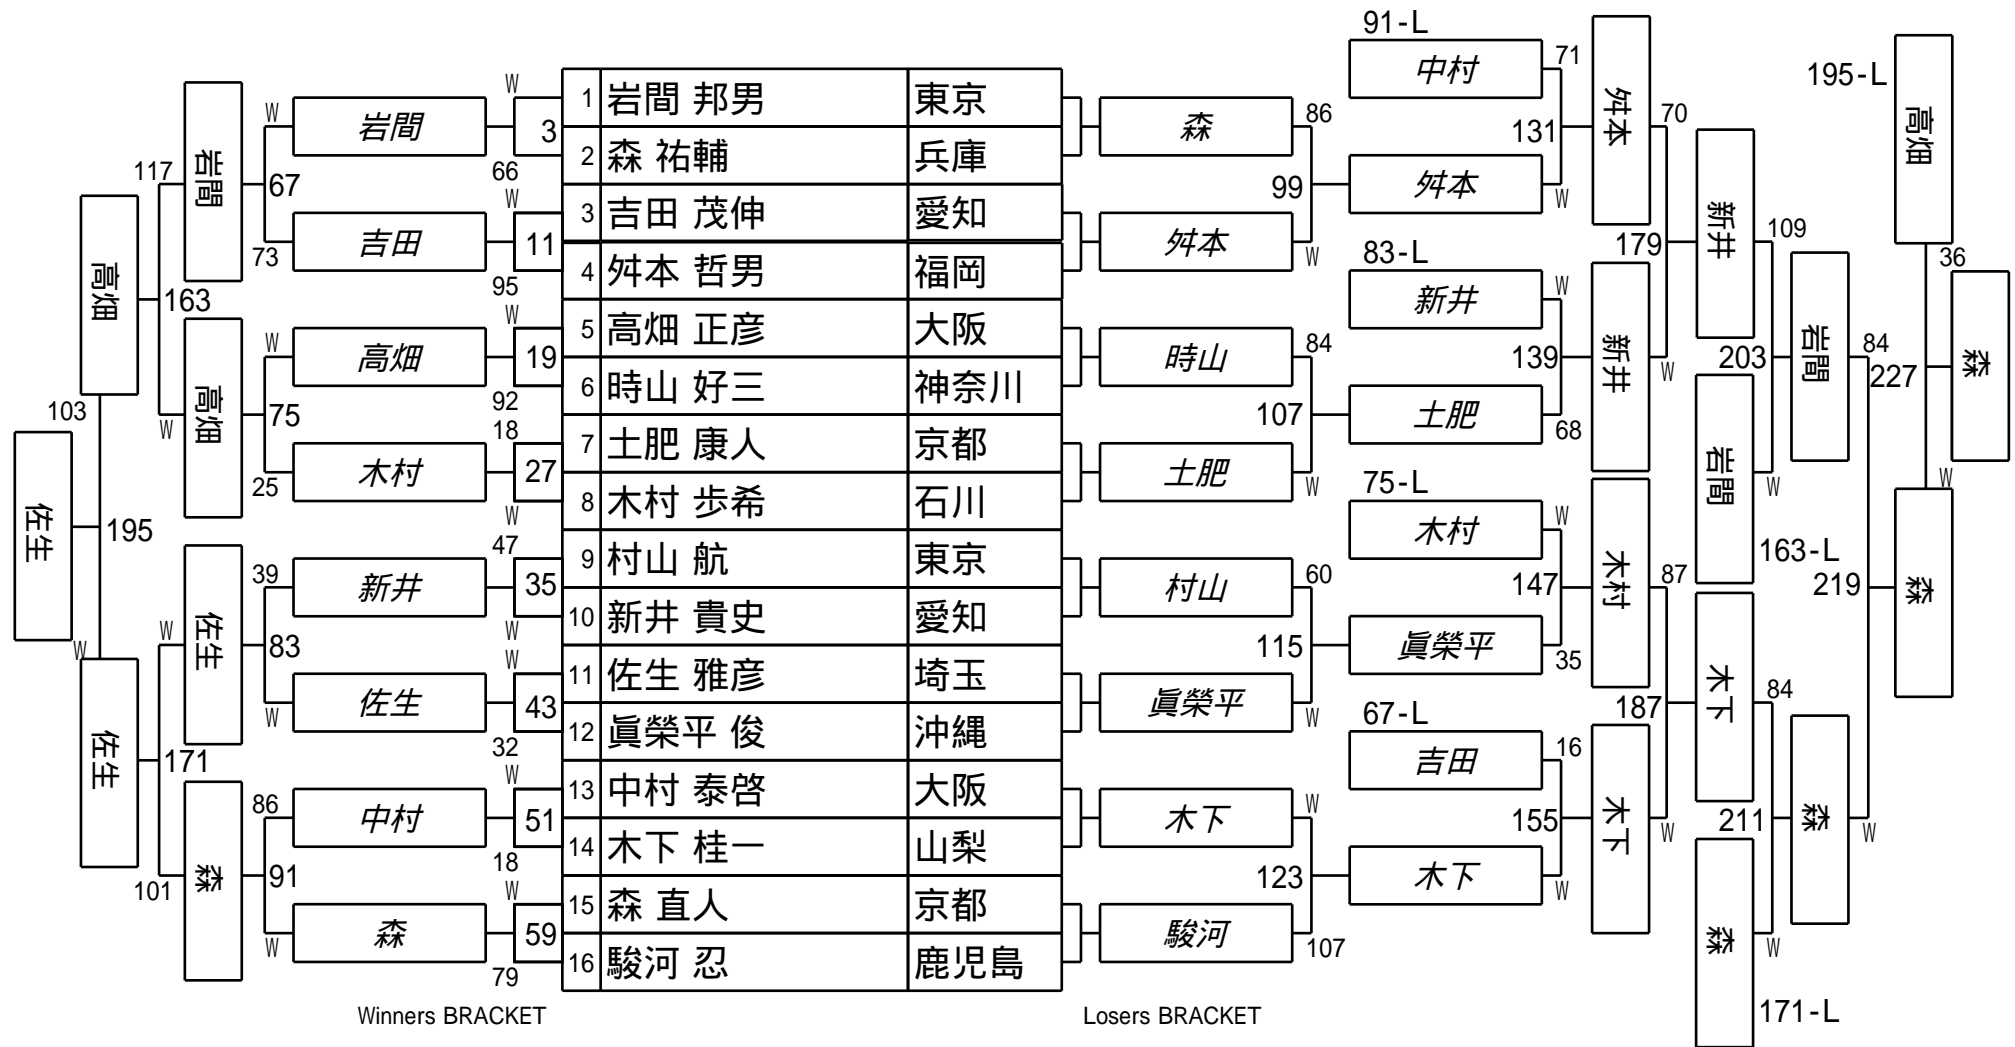 91-L
中村
71
195-L
高畑
W
1 岩間 邦男 東京
岩間
3
森
86
131
舛本
70
2 森 祐輔 兵庫
66
117
岩間
67
W
3 吉田 茂伸 愛知
99
舛本
W
新井
吉田
73
11
舛本
W
179
109
4 舛本 哲男 福岡
95
83-L
新井
W
36
森
高畑
163
W
5 高畑 正彦 大阪
高畑
19
時山
84
139
新井
W
203
岩間
84
227
6 時山 好三 神奈川
92
103
W
高畑
75
18
7 土肥 康人 京都
107
土肥
68
木村
25
27
土肥
W
75-L
岩間
W
W
8 木村 歩希 石川
W
木村
W
佐生
195
47
9 村山 航 東京
163-L
39
新井
35
村山
60
147
木村
87
219
森
10 新井 貴史 愛知
W
W
佐生
83
W
11 佐生 雅彦 埼玉
115
眞榮平
35
木下
W
佐生
W
43
眞榮平
W
187
84
12 眞榮平 俊 沖縄
32
67-L
吉田
16
佐生
171
W
13 中村 泰啓 大阪
86
中村
51
木下
W
155
木下
W
211
森
W
14 木下 桂一 山梨
18
101
森
91
W
15 森 直人 京都
123
木下
W
森
W
W
森
59
駿河
107
16 駿河 忍 鹿児島
79
171-L
Winners BRACKET
Losers BRACKET